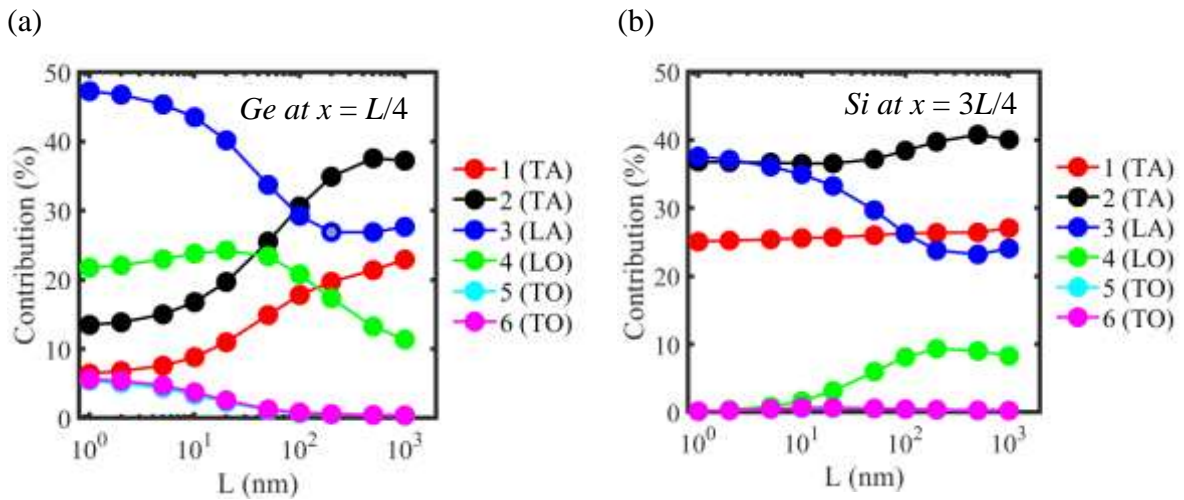 (a)
50
40
30
20
10
0
Contribution (%)
10^0
10^1
10^2
10^3
L (nm)
Ge at x = L/4
1 (TA)
2 (TA)
3 (LA)
4 (LO)
5 (TO)
6 (TO)
(b)
50
40
30
20
10
0
Contribution (%)
10^0
10^1
10^2
10^3
L (nm)
Si at x = 3L/4
1 (TA)
2 (TA)
3 (LA)
4 (LO)
5 (TO)
6 (TO)